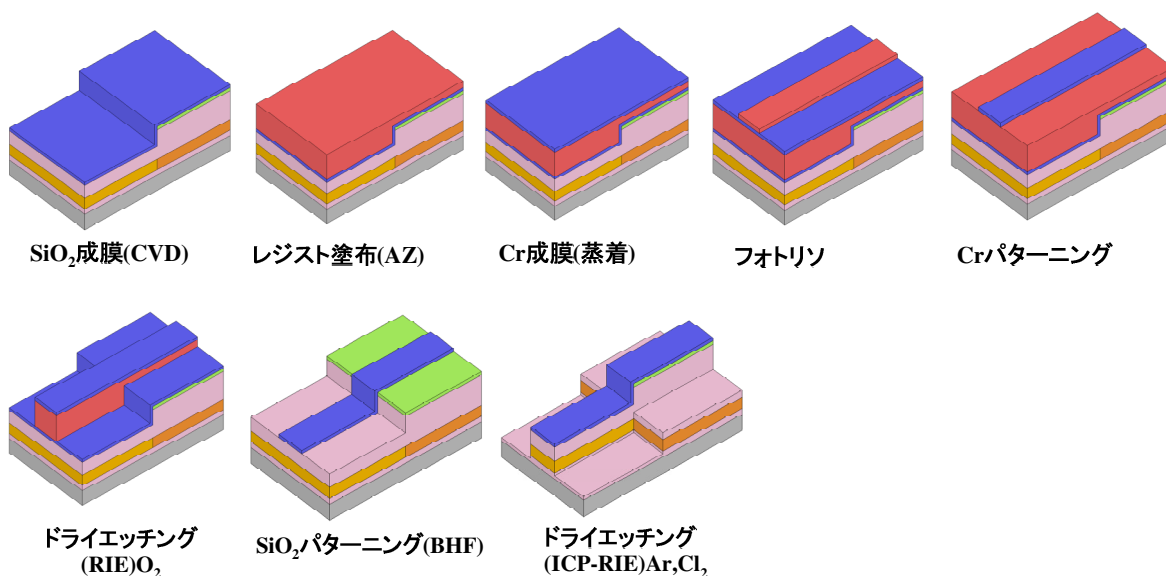 SiO₂成膜(CVD)
レジスト塗布(AZ)
Cr成膜(蒸着)
フォトリソ
Crパターニング
ドライエッチング
(RIE)O₂
SiO₂パターニング(BHF)
ドライエッチング
(ICP-RIE)Ar,Cl₂